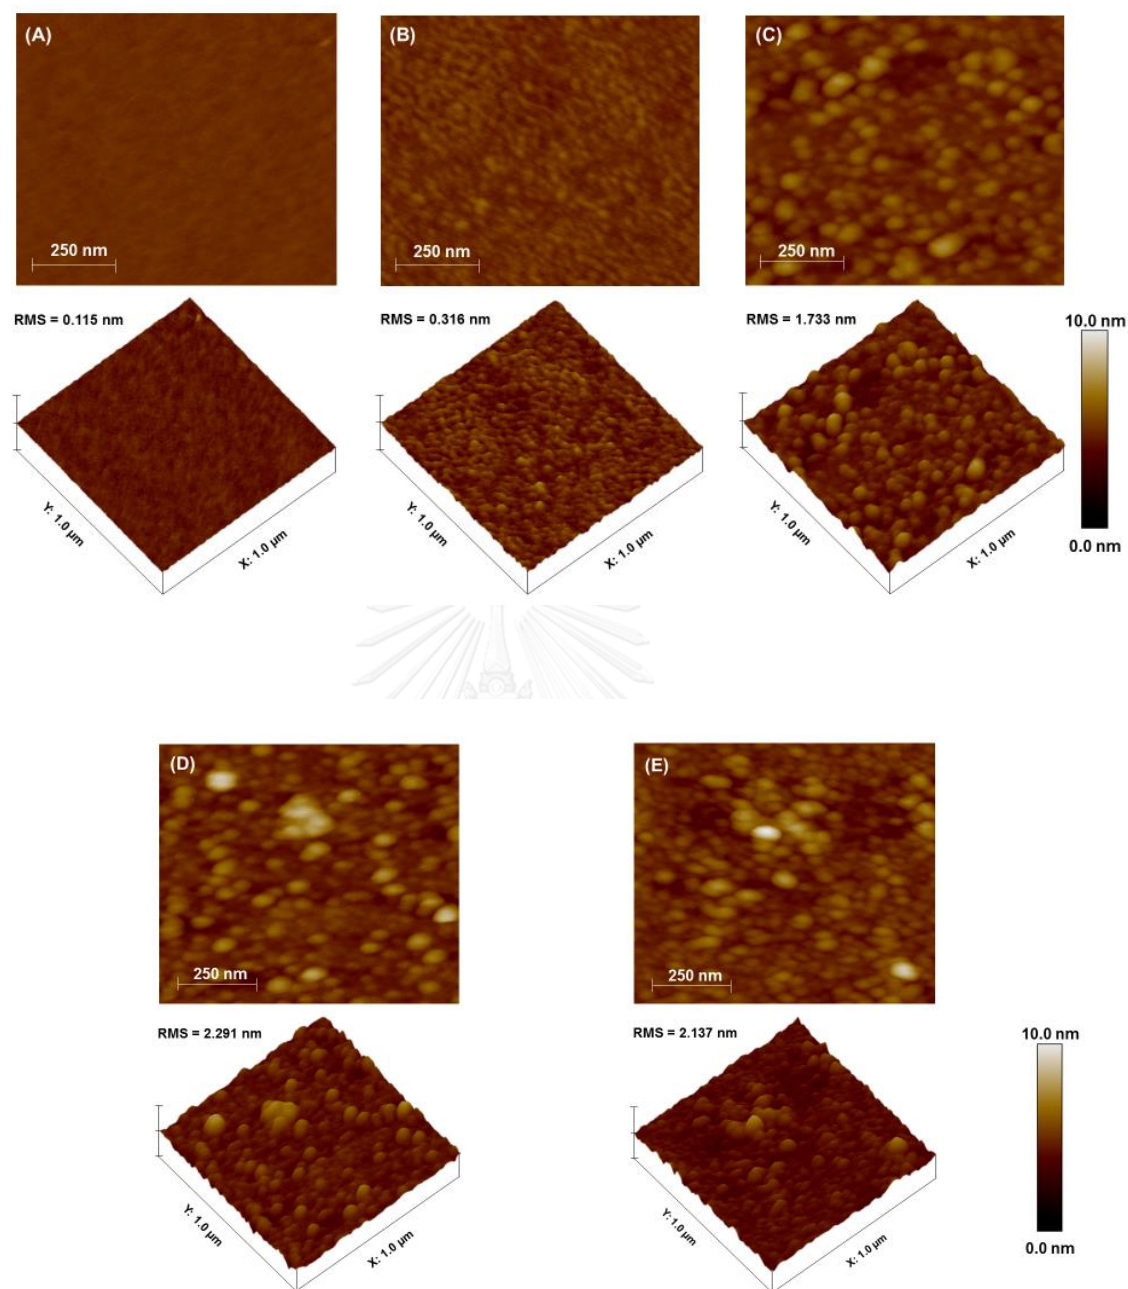 (A)
(B)
(C)
250 nm
250 nm
250 nm
RMS = 0.115 nm
RMS = 0.316 nm
RMS = 1.733 nm
10.0 nm
0.0 nm
Y: 1.0 µm
X: 1.0 µm
Y: 1.0 µm
X: 1.0 µm
Y: 1.0 µm
X: 1.0 µm
(D)
(E)
250 nm
250 nm
RMS = 2.291 nm
RMS = 2.137 nm
10.0 nm
0.0 nm
Y: 1.0 µm
X: 1.0 µm
Y: 1.0 µm
X: 1.0 µm